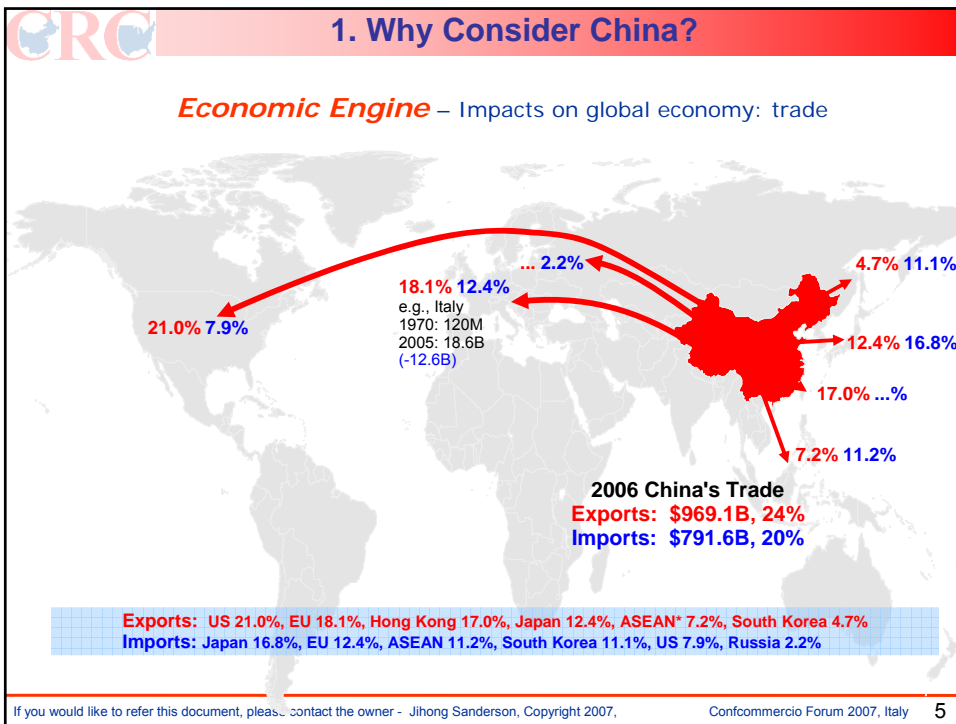 CRC
1. Why Consider China?
Economic Engine – Impacts on global economy: trade
... 2.2%
4.7% 11.1%
18.1% 12.4%
e.g., Italy
1970: 120M
2005: 18.6B
(-12.6B)
21.0% 7.9%
12.4% 16.8%
17.0% ...%
7.2% 11.2%
2006 China's Trade
Exports: $969.1B, 24%
Imports: $791.6B, 20%
Exports: US 21.0%, EU 18.1%, Hong Kong 17.0%, Japan 12.4%, ASEAN* 7.2%, South Korea 4.7%
Imports: Japan 16.8%, EU 12.4%, ASEAN 11.2%, South Korea 11.1%, US 7.9%, Russia 2.2%
If you would like to refer this document, please contact the owner - Jihong Sanderson, Copyright 2007, Confcommercio Forum 2007, Italy 5